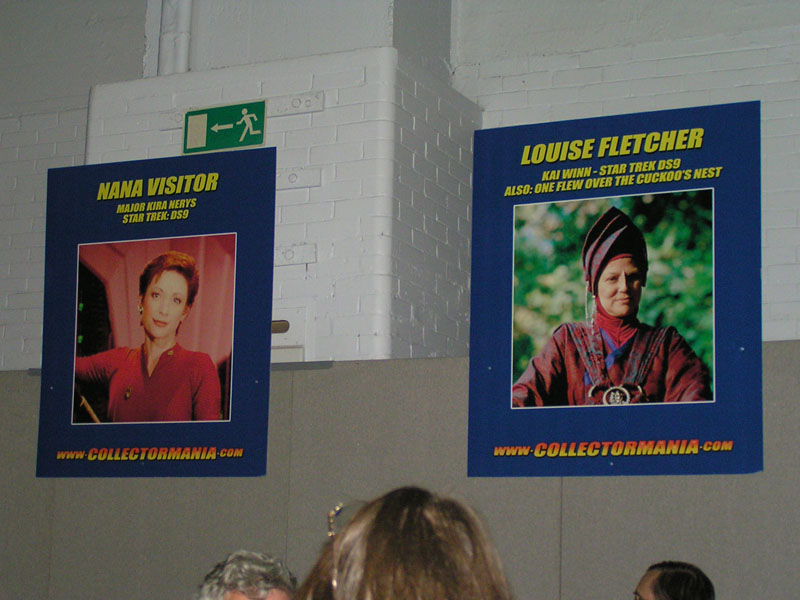 NANA VISITOR
MAJOR KIRA NERYS
STAR TREK: DS9
WWW.COLLECTORMANIA.COM
LOUISE FLETCHER
KAI WINN - STAR TREK DS9
ALSO: ONE FLEW OVER THE CUCKOO'S NEST
WWW.COLLECTORMANIA.COM